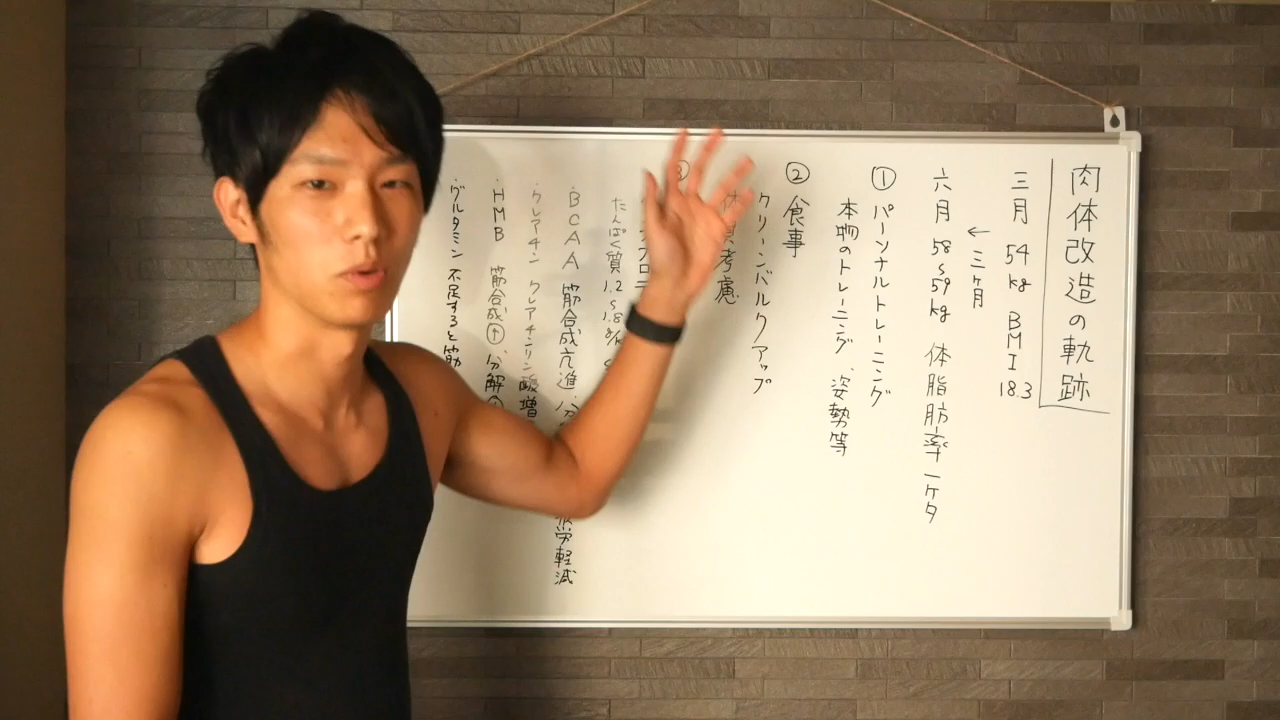 肉体改造の軌跡
三月 54kg BMI 18.3
← 三ヶ月
六月 58~59kg 体脂肪率一ケタ
① パーソナルトレーニング
本物のトレーニング、姿勢等
② 食事
クリーンバルクアップ
考慮
③
たんぱく質 1.2~1.8g/
・BCAA 筋合成亢進、分 労軽減
・クレアチン クレアチンリン酸増
・HMB 筋合成↑、分解
・グルタミン 不足すると筋